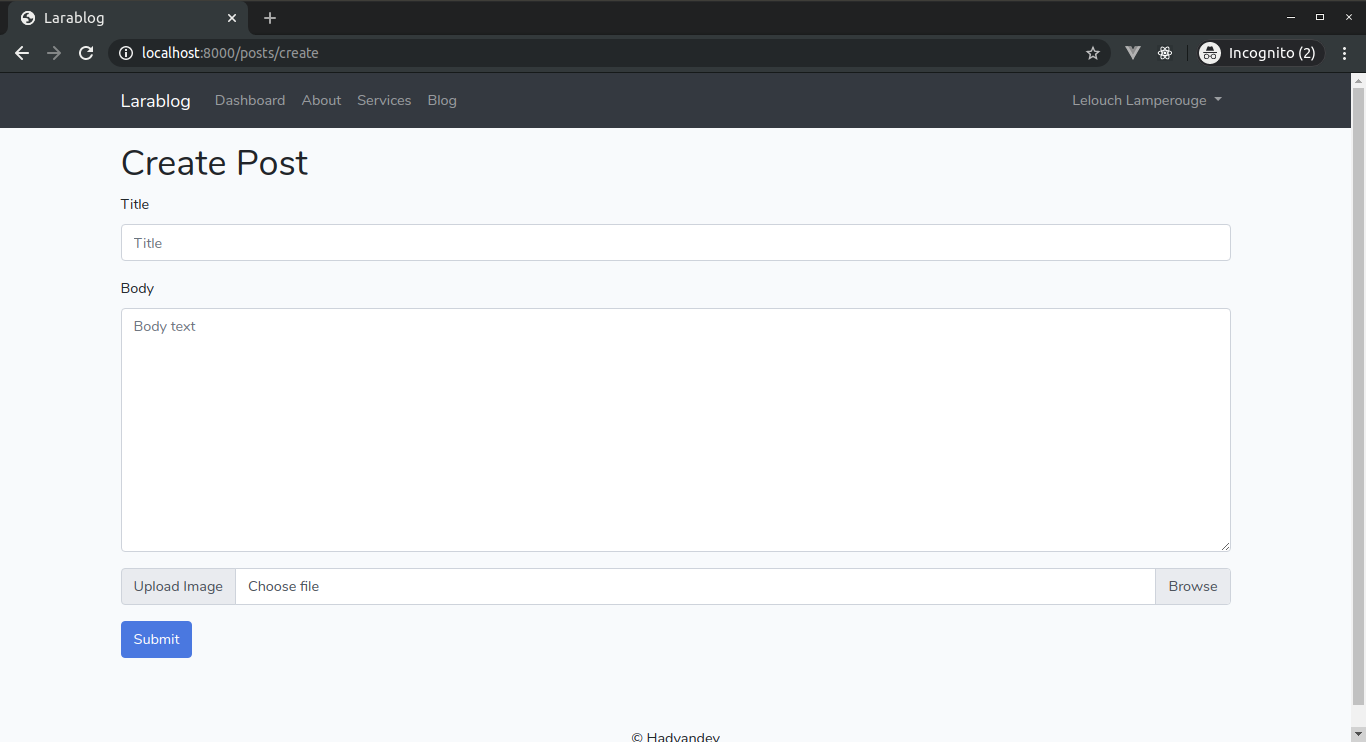 Larablog
localhost:8000/posts/create
Incognito (2)
Larablog Dashboard About Services Blog Lelouch Lamperouge
Create Post
Title
Title
Body
Body text
Upload Image Choose file Browse
Submit
© Hadyandev